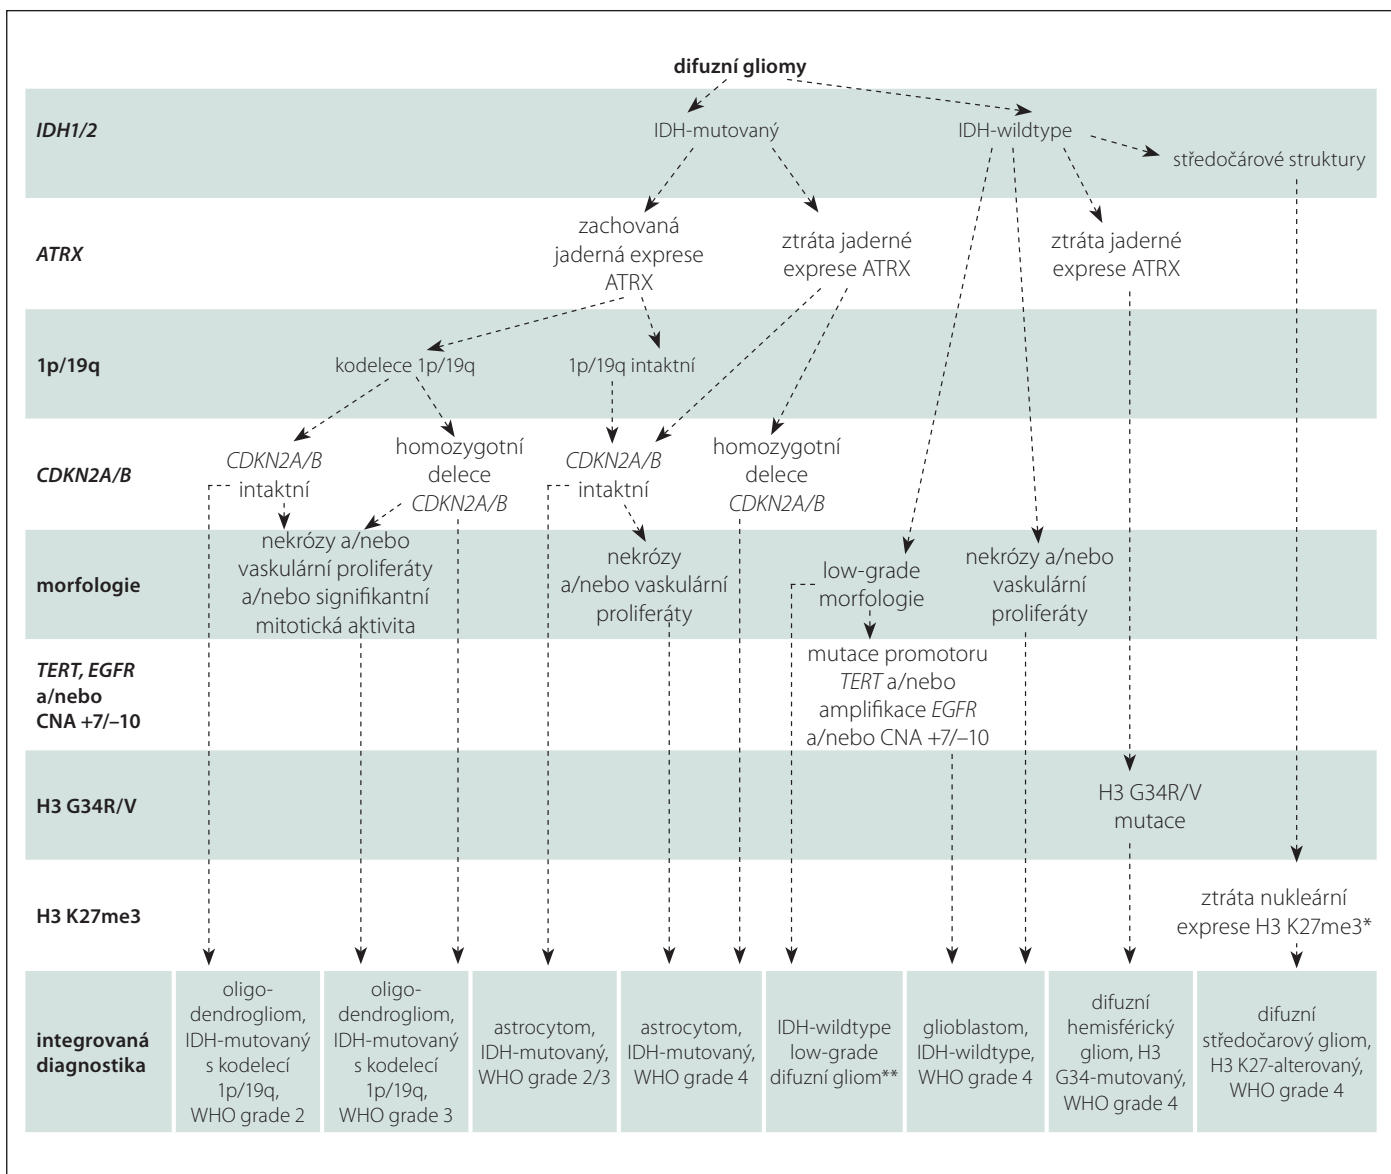 difuzní gliomy
IDH1/2
IDH-mutovaný
IDH-wildtype
středočárové struktury
ATRX
zachovaná
jaderná exprese
ATRX
ztráta jaderné
exprese ATRX
ztráta jaderné
exprese ATRX
1p/19q
kodelece 1p/19q
1p/19q intaktní
CDKN2A/B
CDKN2A/B
intaktní
homozygotní
delece
CDKN2A/B
CDKN2A/B
intaktní
homozygotní
delece
CDKN2A/B
morfologie
nekrózy a/nebo
vaskulární proliferáty
a/nebo signifikantní
mitotická aktivita
nekrózy
a/nebo vaskulární
proliferáty
low-grade
morfologie
nekrózy a/nebo
vaskulární
proliferáty
TERT, EGFR
a/nebo
CNA +7/–10
mutace promotoru
TERT a/nebo
amplifikace EGFR
a/nebo CNA +7/–10
H3 G34R/V
H3 G34R/V
mutace
H3 K27me3
ztráta nukleární
exprese H3 K27me3*
integrovaná
diagnostika
oligo-
dendrogliom,
IDH-mutovaný
s kodelecí
1p/19q,
WHO grade 2
oligo-
dendrogliom,
IDH-mutovaný
s kodelecí
1p/19q,
WHO grade 3
astrocytom,
IDH-mutovaný,
WHO grade 2/3
astrocytom,
IDH-mutovaný,
WHO grade 4
IDH-wildtype
low-grade
difuzní gliom**
glioblastom,
IDH-wildtype,
WHO grade 4
difuzní
hemisférický
gliom, H3
G34-mutovaný,
WHO grade 4
difuzní
středočarový gliom,
H3 K27-alterovaný,
WHO grade 4